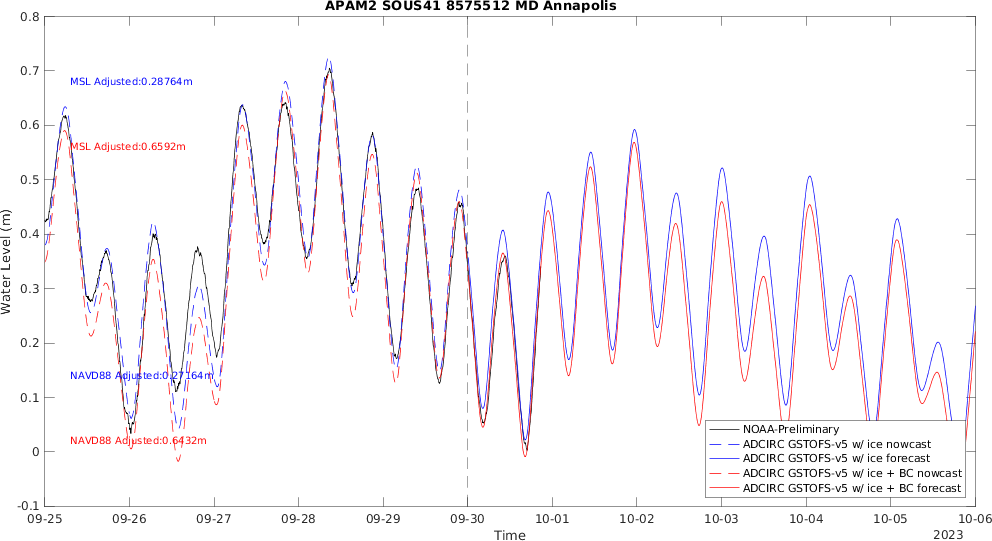 APAM2 SOUS41 8575512 MD Annapolis
0.8
0.7
0.6
0.5
0.4
0.3
0.2
0.1
0
-0.1
Water Level (m)
MSL Adjusted:0.28764m
MSL Adjusted:0.6592m
NAVD88 Adjusted:0.27164m
NAVD88 Adjusted:0.6432m
NOAA-Preliminary
ADCIRC GSTOFS-v5 w/ ice nowcast
ADCIRC GSTOFS-v5 w/ ice forecast
ADCIRC GSTOFS-v5 w/ ice + BC nowcast
ADCIRC GSTOFS-v5 w/ ice + BC forecast
09-25 09-26 09-27 09-28 09-29 09-30 10-01 10-02 10-03 10-04 10-05 10-06
Time
2023